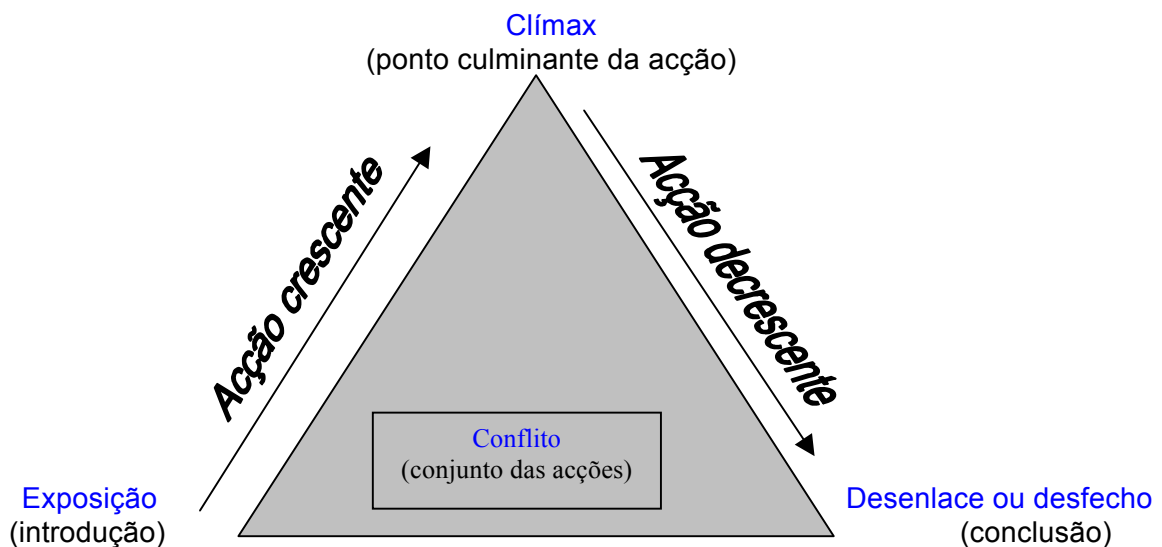 Clímax
(ponto culminante da acção)
Acção crescente
Acção decrescente
Conflito
(conjunto das acções)
Exposição
(introdução)
Desenlace ou desfecho
(conclusão)